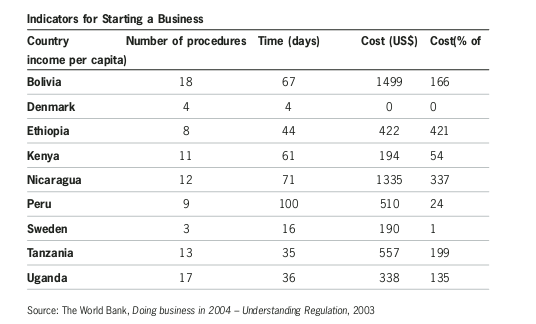 Indicators for Starting a Business
Country Number of procedures Time (days) Cost (US$) Cost(% of
income per capita)
Bolivia 18 67 1499 166
Denmark 4 4 0 0
Ethiopia 8 44 422 421
Kenya 11 61 194 54
Nicaragua 12 71 1335 337
Peru 9 100 510 24
Sweden 3 16 190 1
Tanzania 13 35 557 199
Uganda 17 36 338 135
Source: The World Bank, Doing business in 2004 – Understanding Regulation, 2003